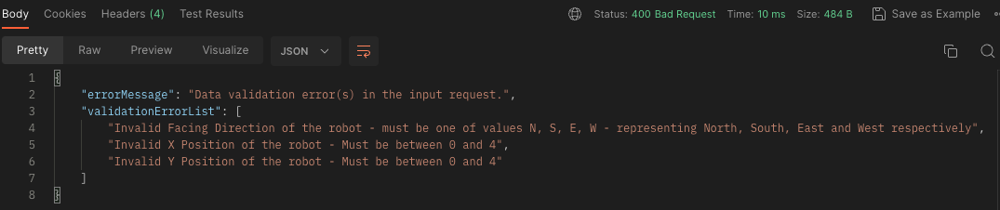 Body Cookies Headers (4) Test Results Status: 400 Bad Request Time: 10 ms Size: 484 B Save as Example
Pretty Raw Preview Visualize JSON
1 {
2 "errorMessage": "Data validation error(s) in the input request.",
3 "validationErrorList": [
4 "Invalid Facing Direction of the robot - must be one of values N, S, E, W - representing North, South, East and West respectively",
5 "Invalid X Position of the robot - Must be between 0 and 4",
6 "Invalid Y Position of the robot - Must be between 0 and 4"
7 ]
8 }